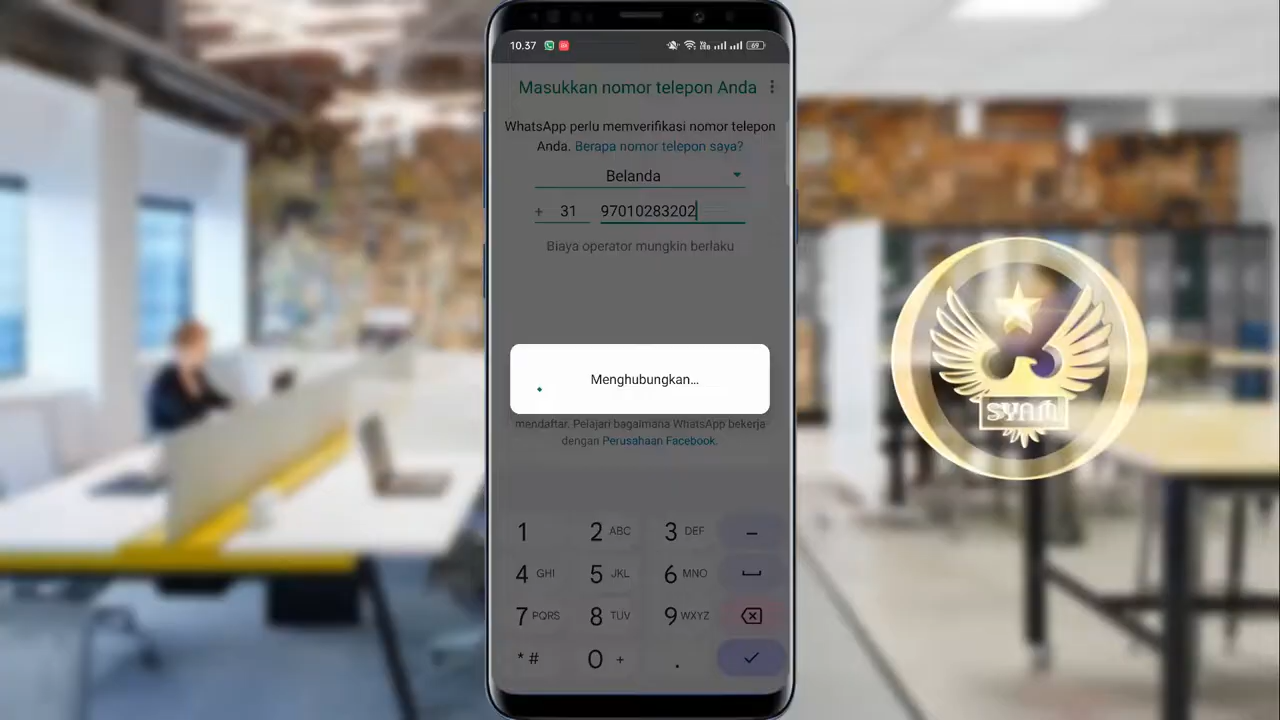 10.37
69
Masukkan nomor telepon Anda
WhatsApp perlu memverifikasi nomor telepon
Anda. Berapa nomor telepon saya?
Belanda
+ 31 97010283202
Biaya operator mungkin berlaku
Menghubungkan...
mendaftar. Pelajari bagaimana WhatsApp bekerja
dengan Perusahaan Facebook.
SYAM
1 2 ABC 3 DEF -
4 GHI 5 JKL 6 MNO
7 PQRS 8 TUV 9 WXYZ
* # 0 + .